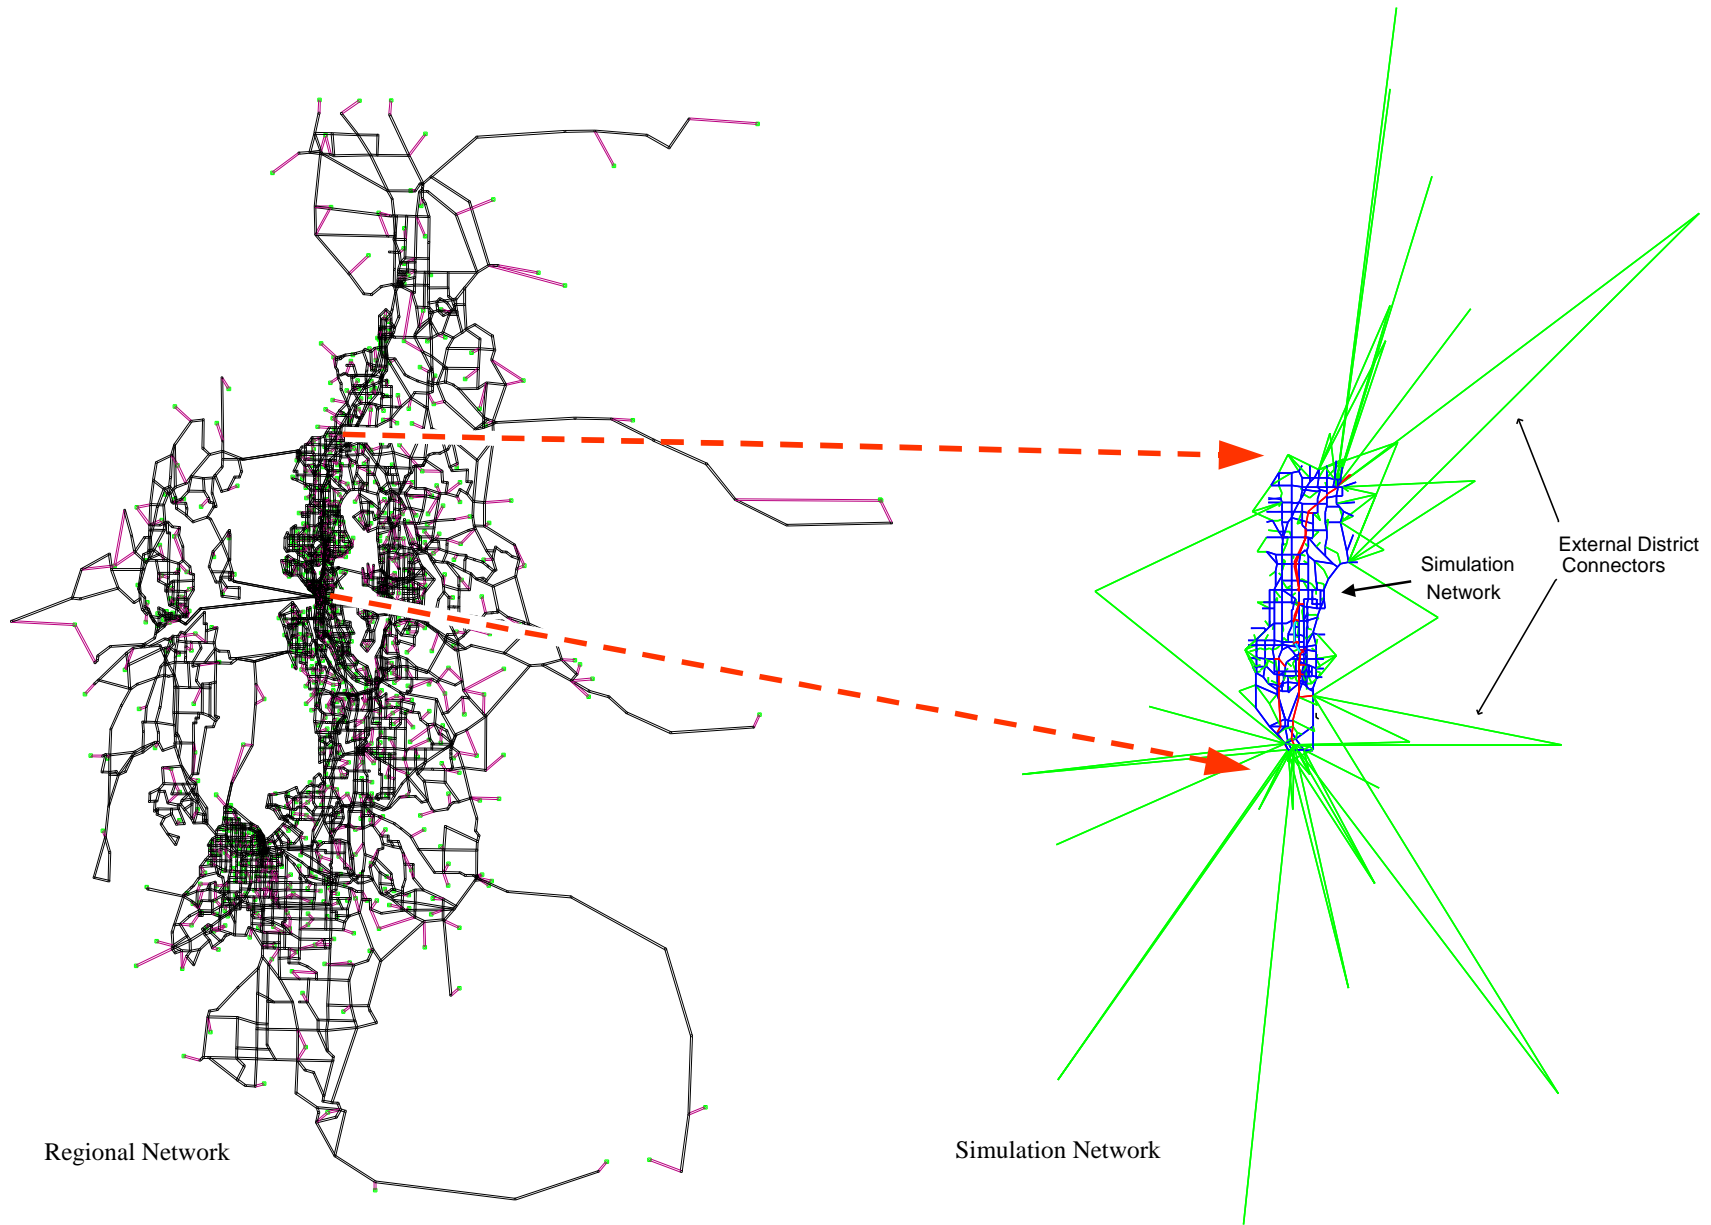 External District
Connectors
Simulation
Network
Regional Network
Simulation Network